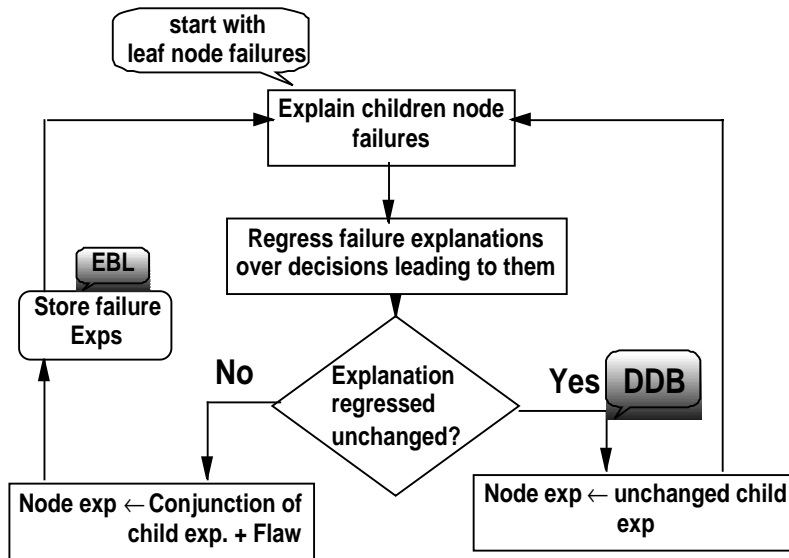 start with
leaf node failures
Explain children node
failures
Regress failure explanations
over decisions leading to them
EBL
Store failure
Exps
No
Explanation
regressed
unchanged?
Yes
DDB
Node exp ← Conjunction of
child exp. + Flaw
Node exp ← unchanged child
exp